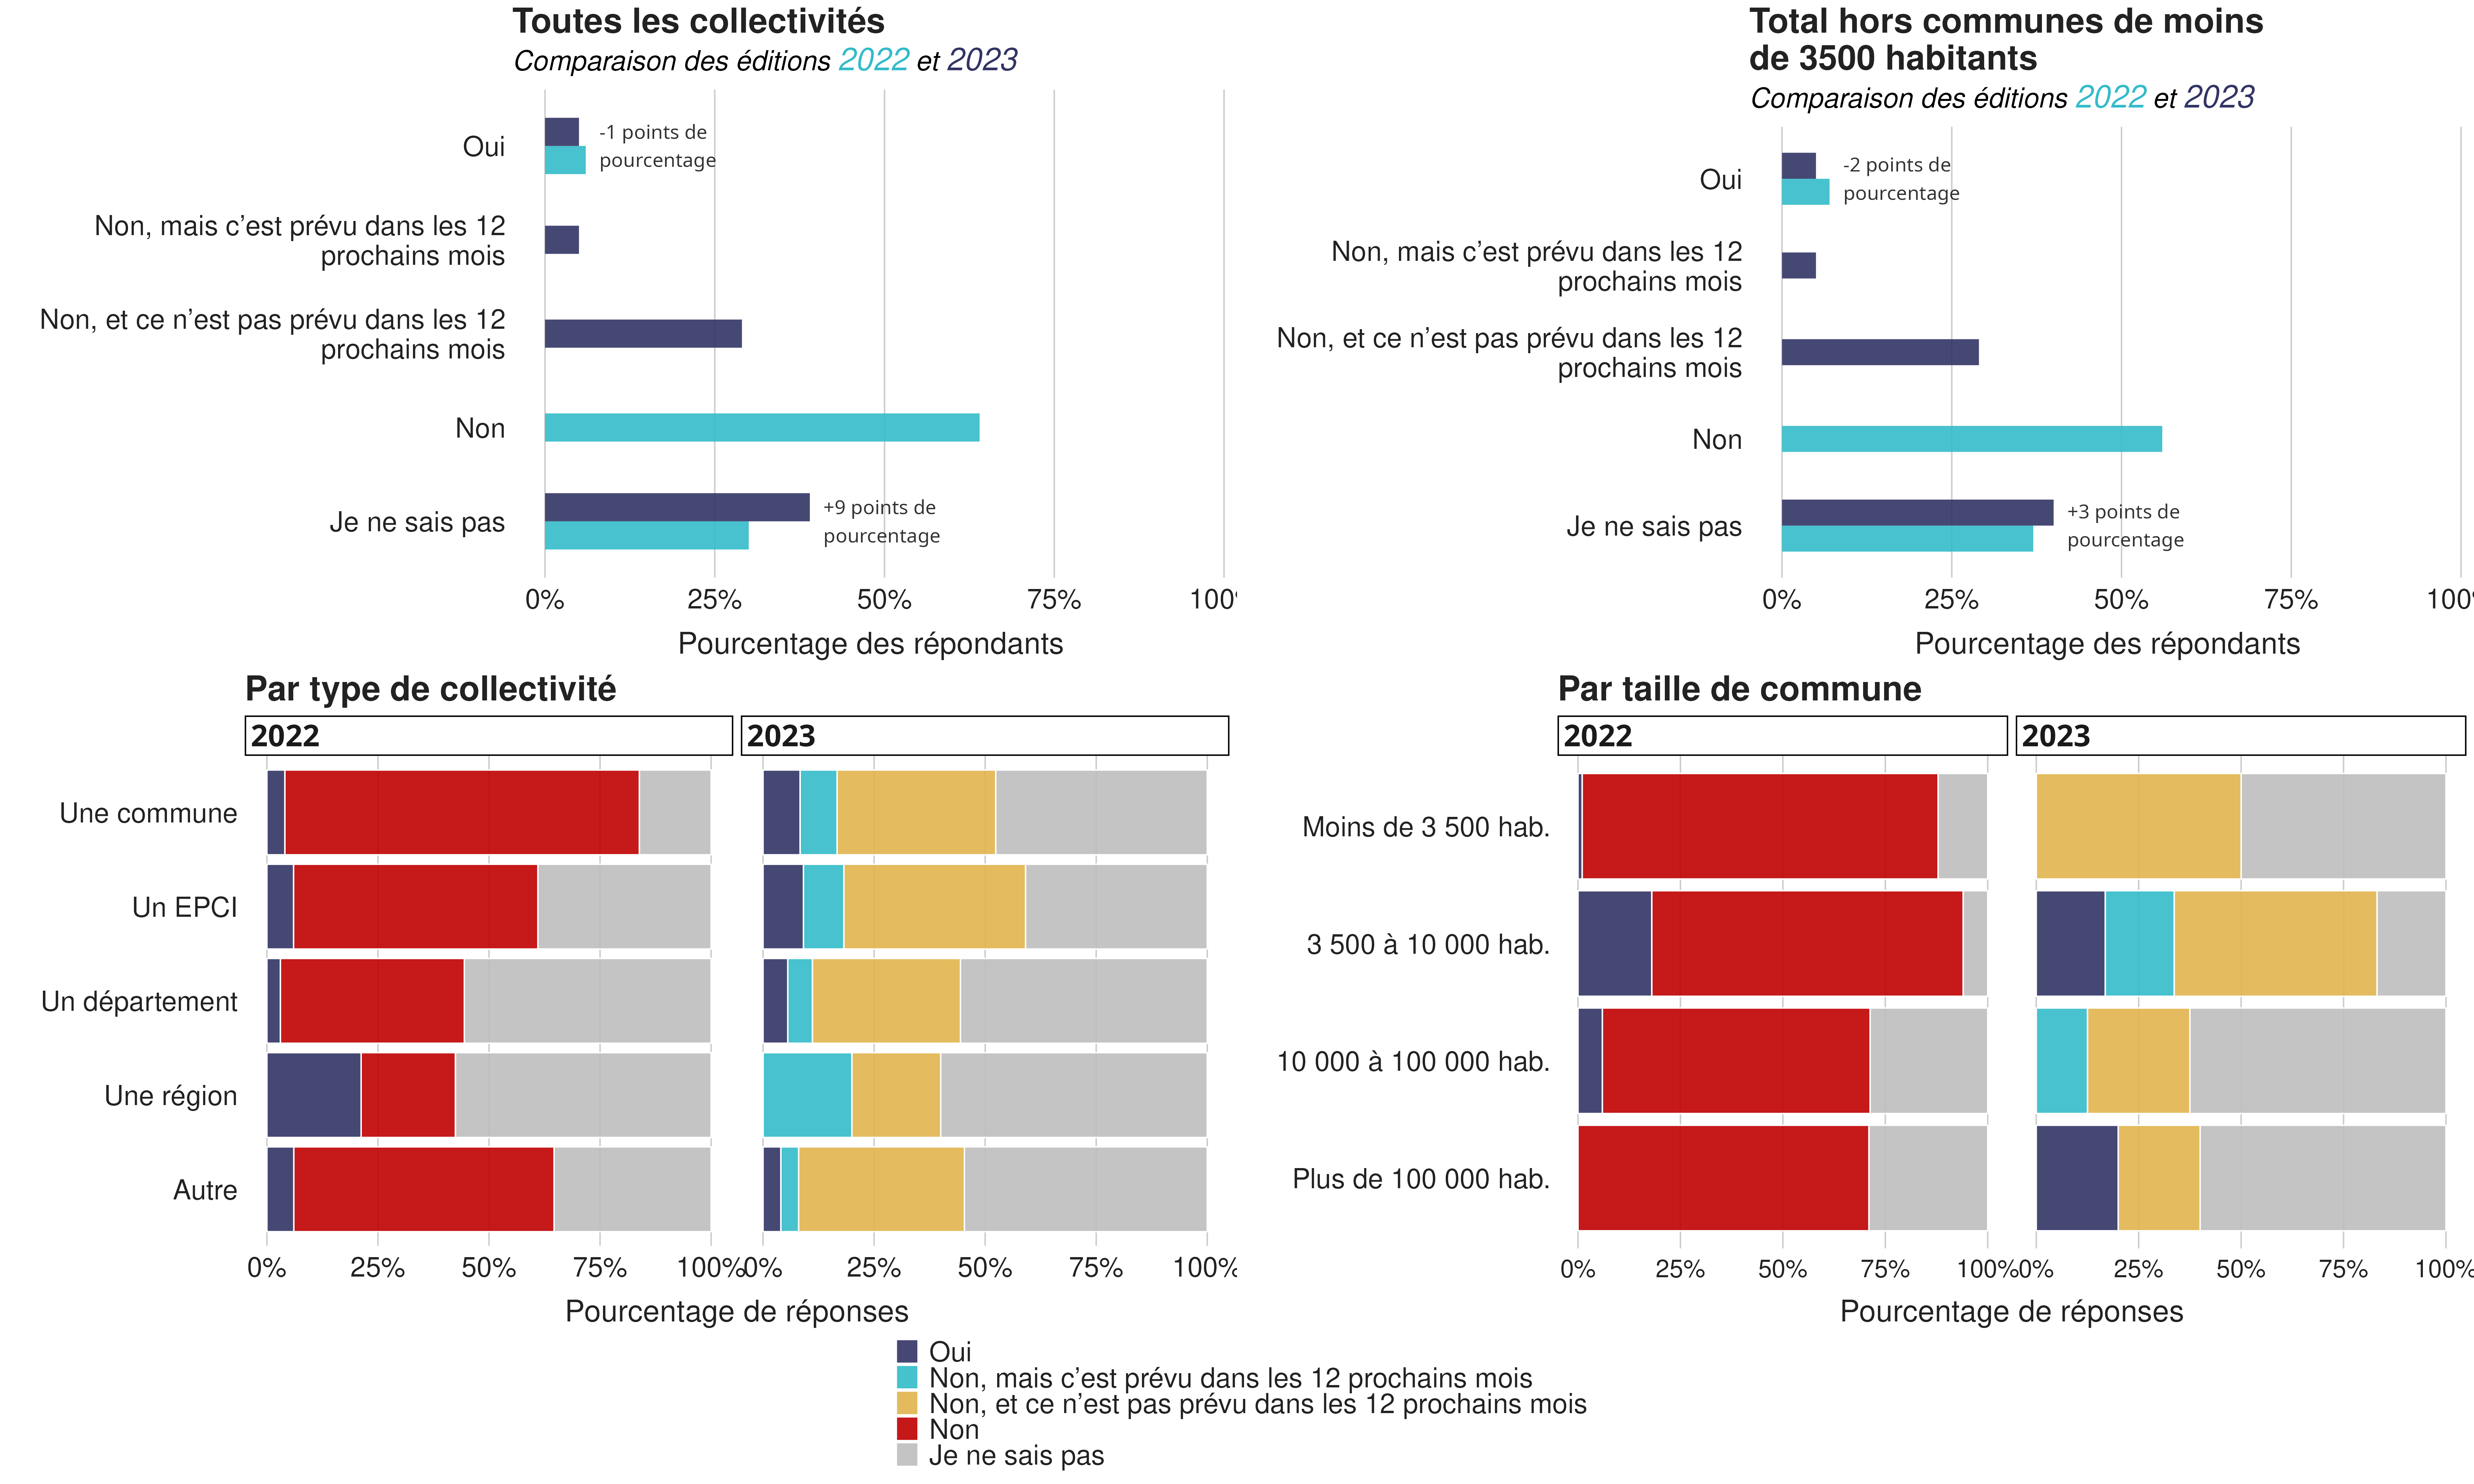 Toutes les collectivités
Comparaison des éditions 2022 et 2023
Oui
-1 points de
pourcentage
Non, mais c’est prévu dans les 12
prochains mois
Non, et ce n’est pas prévu dans les 12
prochains mois
Non
Je ne sais pas
+9 points de
pourcentage
0% 25% 50% 75% 100
Pourcentage des répondants
Total hors communes de moins
de 3500 habitants
Comparaison des éditions 2022 et 2023
Oui
-2 points de
pourcentage
Non, mais c’est prévu dans les 12
prochains mois
Non, et ce n’est pas prévu dans les 12
prochains mois
Non
Je ne sais pas
+3 points de
pourcentage
0% 25% 50% 75% 100%
Pourcentage des répondants
Par type de collectivité
2022 2023
Une commune
Un EPCI
Un département
Une région
Autre
0% 25% 50% 75% 100% 0% 25% 50% 75% 100%
Pourcentage de réponses
Par taille de commune
2022 2023
Moins de 3 500 hab.
3 500 à 10 000 hab.
10 000 à 100 000 hab.
Plus de 100 000 hab.
0% 25% 50% 75% 100% 0% 25% 50% 75% 100%
Pourcentage de réponses
Oui
Non, mais c’est prévu dans les 12 prochains mois
Non, et ce n’est pas prévu dans les 12 prochains mois
Non
Je ne sais pas